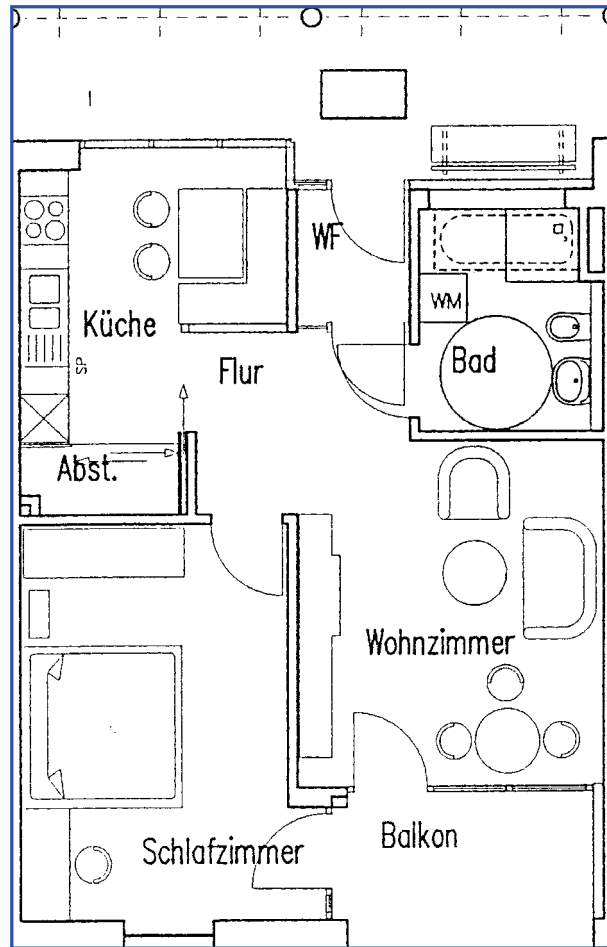 WF
WM
Küche
Bad
Flur
SP
Abst.
Wohnzimmer
Schlafzimmer
Balkon